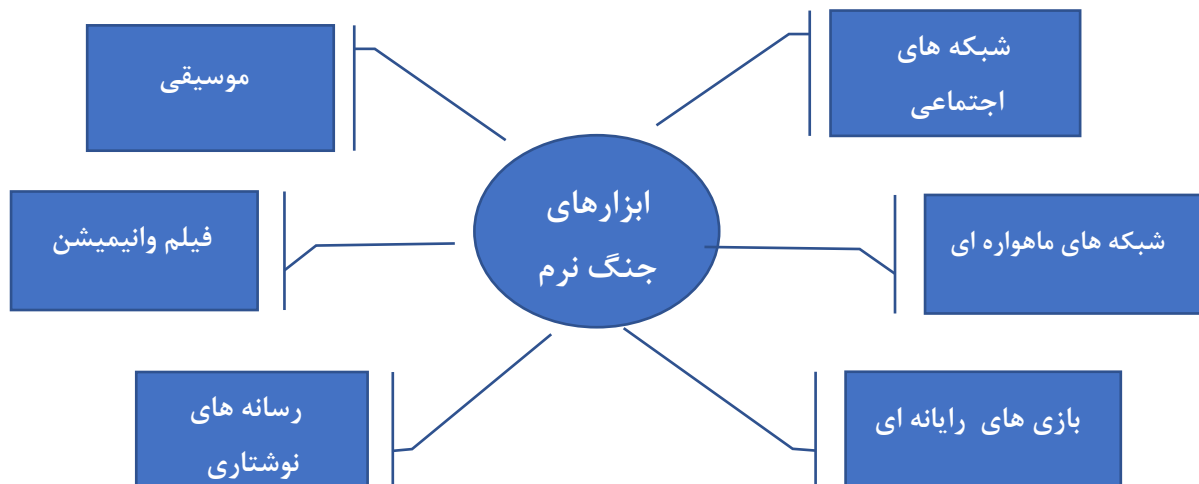 شبکه های
اجتماعی
موسیقی
ابزارهای
جنگ نرم
شبکه های ماهواره ای
فیلم وانیمیشن
بازی های رایانه ای
رسانه های
نوشتاری